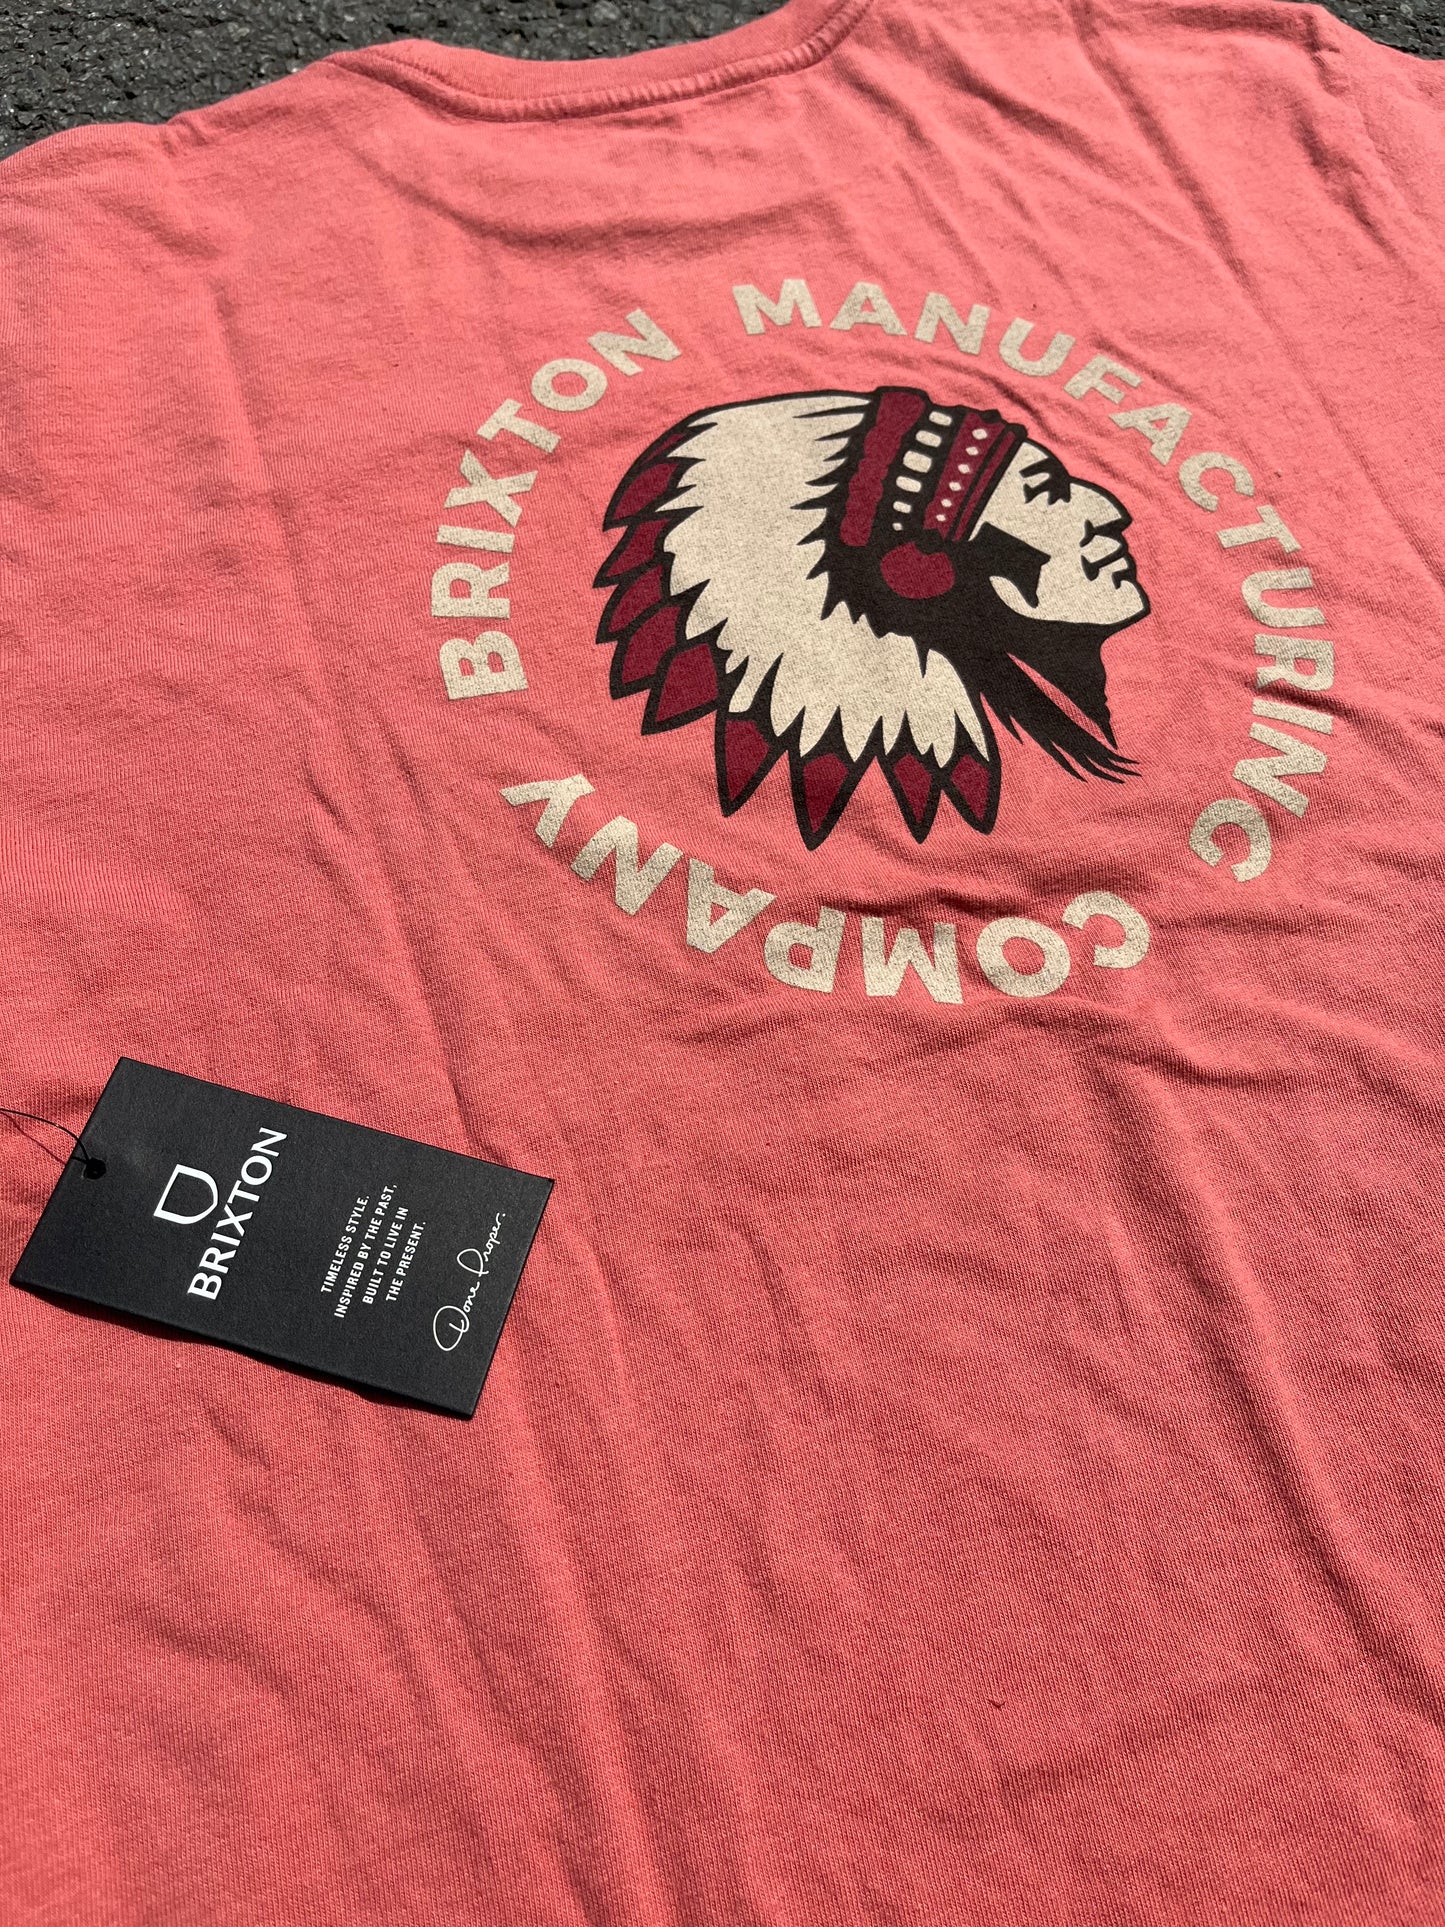 BRIXTON MANUFACTURING
COMPANY
BRIXTON
TIMELESS STYLE.
INSPIRED BY THE PAST,
BUILT TO LIVE IN
THE PRESENT.
Done Proper.